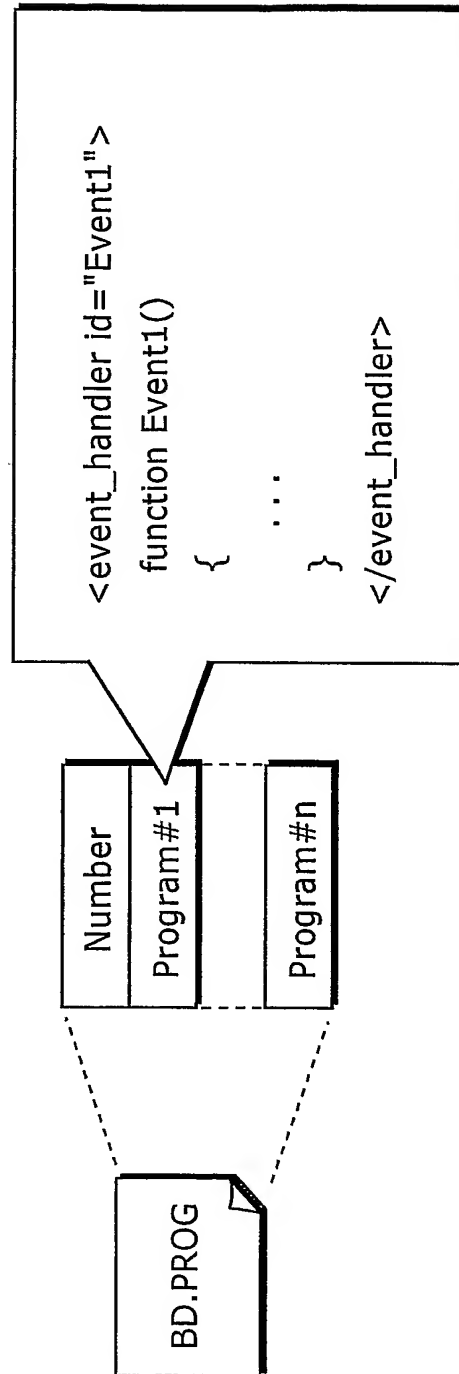 BD.PROG
Number
Program#1
Program#n
<event_handler id="Event1">
function Event1()
{
...
}
</event_handler>